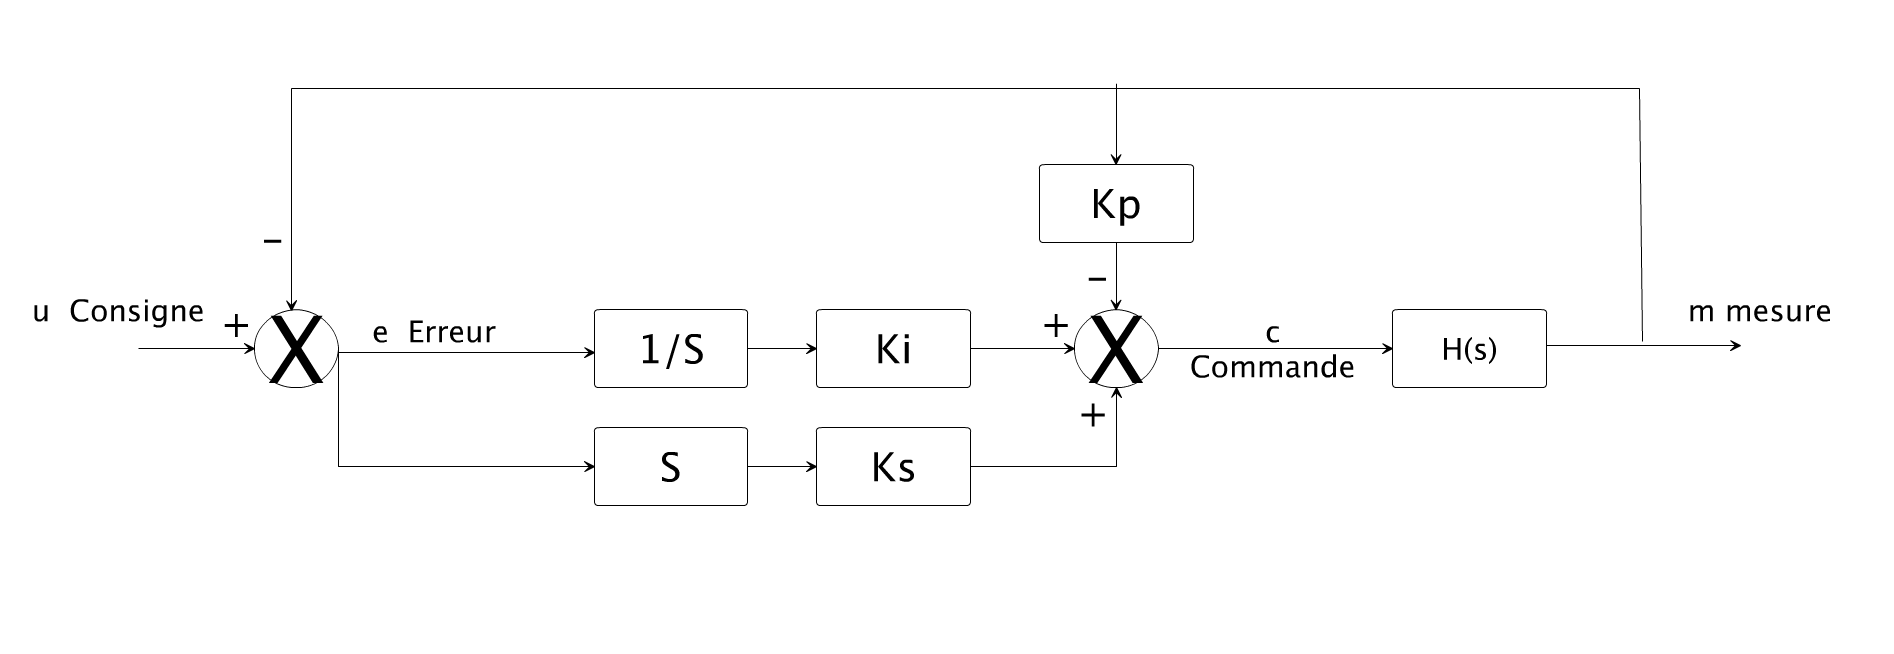 Kp
-
-
u Consigne
+
X
e Erreur
1/S
Ki
+
X
c
Commande
H(s)
m mesure
+
S
Ks